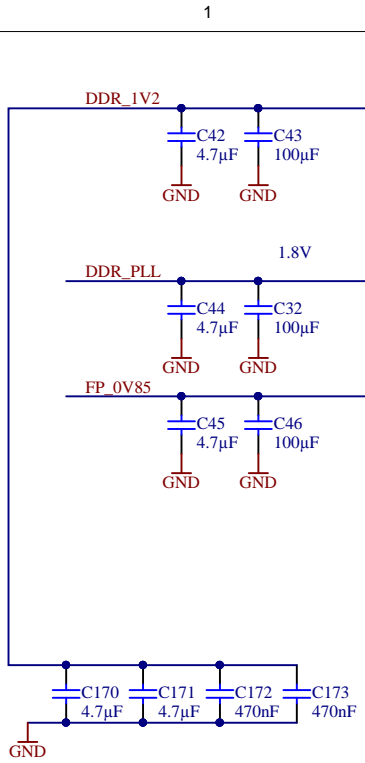 1
DDR_1V2
C42
4.7µF
C43
100µF
GND
GND
1.8V
DDR_PLL
C44
4.7µF
C32
100µF
GND
GND
FP_0V85
C45
4.7µF
C46
100µF
GND
GND
C170
4.7µF
C171
4.7µF
C172
470nF
C173
470nF
GND